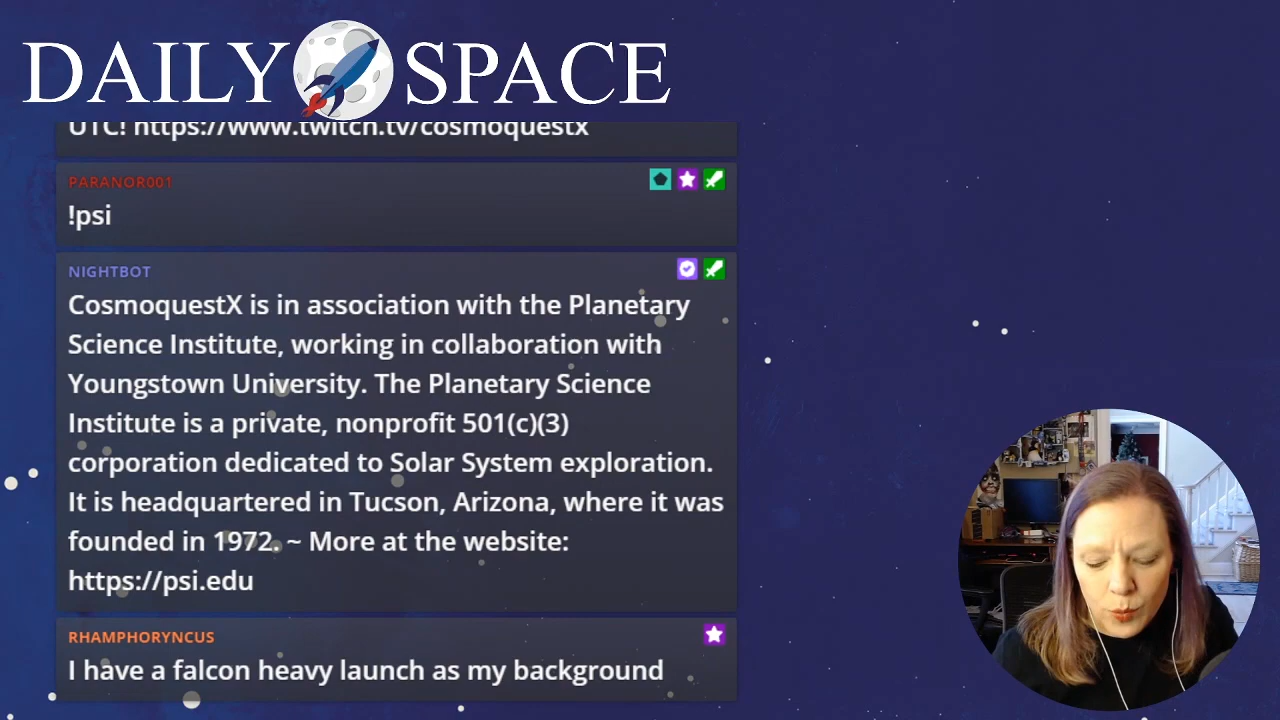 DAILY SPACE
UTC! https://www.twitch.tv/cosmoquestx
PARANOR001
!psi
NIGHTBOT
CosmoquestX is in association with the Planetary
Science Institute, working in collaboration with
Youngstown University. The Planetary Science
Institute is a private, nonprofit 501(c)(3)
corporation dedicated to Solar System exploration.
It is headquartered in Tucson, Arizona, where it was
founded in 1972. ~ More at the website:
https://psi.edu
RHAMPHORYNCUS
I have a falcon heavy launch as my background